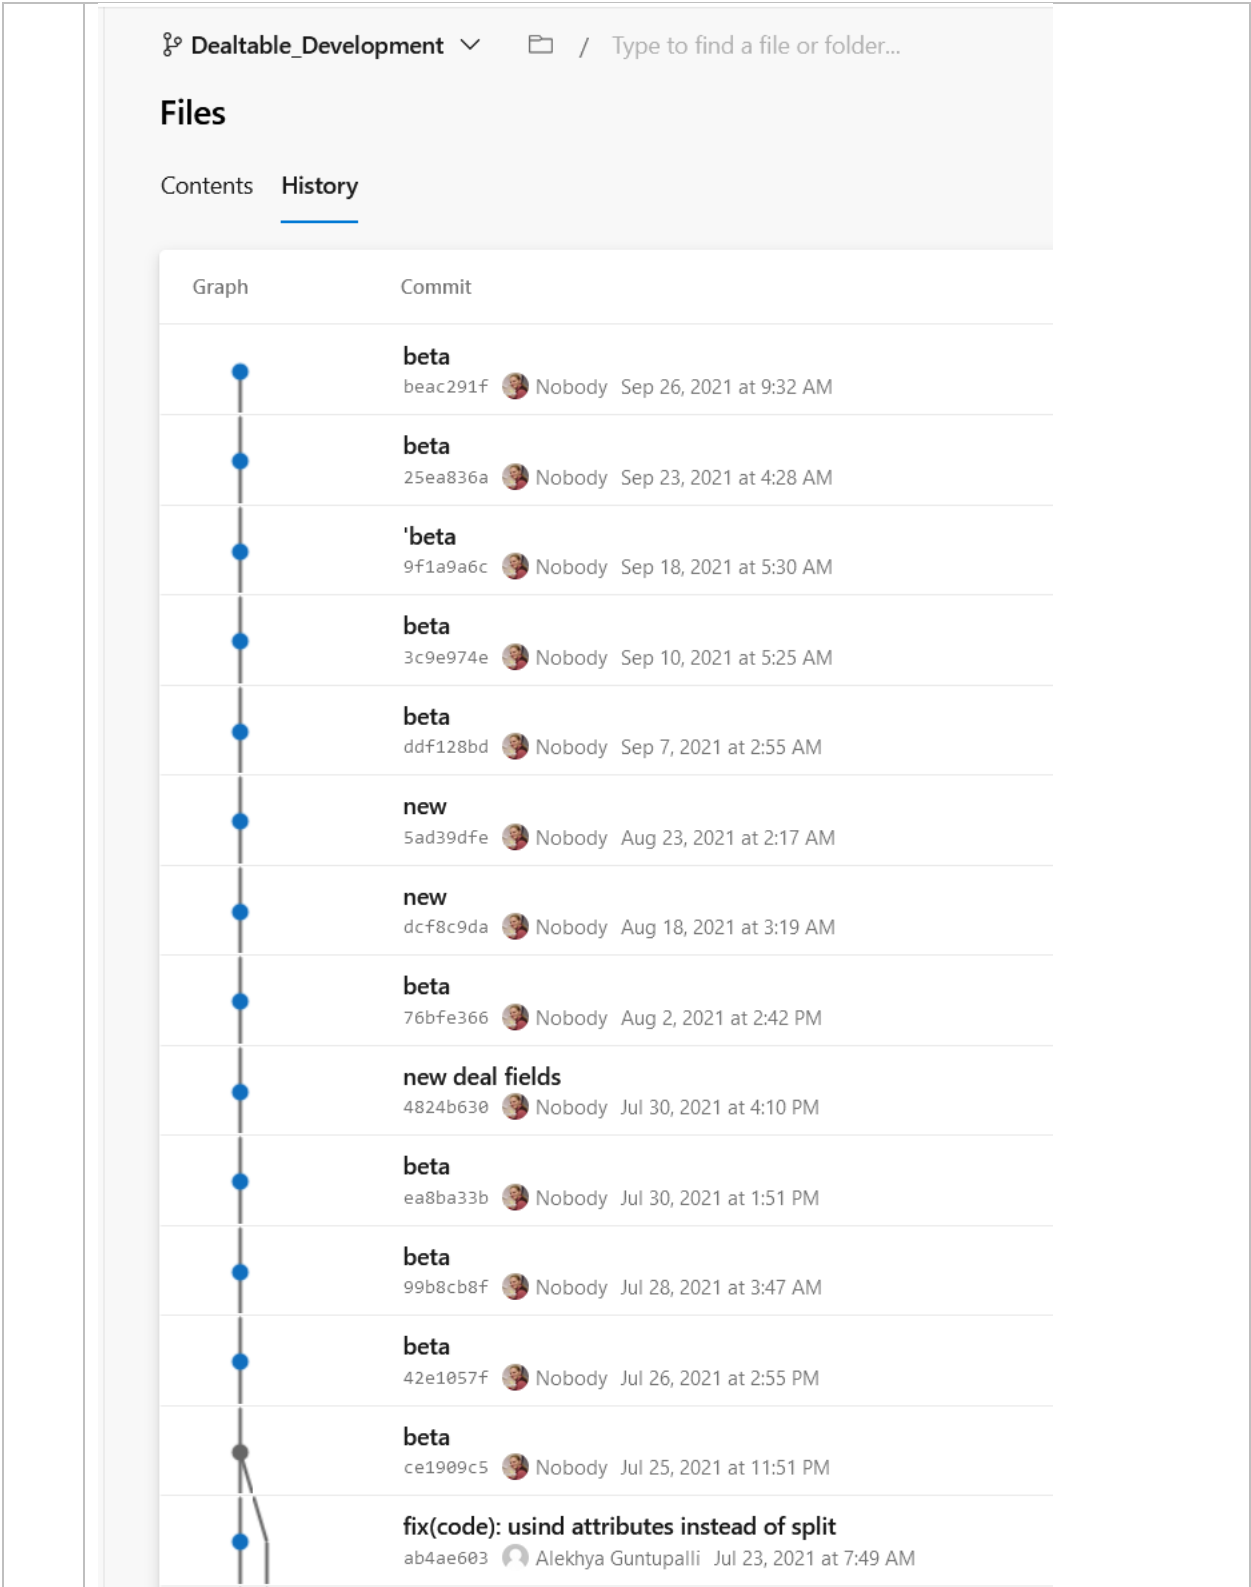 Dealtable_Development / Type to find a file or folder...
Files
Contents History
Graph Commit
beta
beac291f Nobody Sep 26, 2021 at 9:32 AM
beta
25ea836a Nobody Sep 23, 2021 at 4:28 AM
'beta
9f1a9a6c Nobody Sep 18, 2021 at 5:30 AM
beta
3c9e974e Nobody Sep 10, 2021 at 5:25 AM
beta
ddf128bd Nobody Sep 7, 2021 at 2:55 AM
new
5ad39dfe Nobody Aug 23, 2021 at 2:17 AM
new
dcf8c9da Nobody Aug 18, 2021 at 3:19 AM
beta
76bfe366 Nobody Aug 2, 2021 at 2:42 PM
new deal fields
4824b630 Nobody Jul 30, 2021 at 4:10 PM
beta
ea8ba33b Nobody Jul 30, 2021 at 1:51 PM
beta
99b8cb8f Nobody Jul 28, 2021 at 3:47 AM
beta
42e1057f Nobody Jul 26, 2021 at 2:55 PM
beta
ce1909c5 Nobody Jul 25, 2021 at 11:51 PM
fix(code): usind attributes instead of split
ab4ae603 Alekhya Guntupalli Jul 23, 2021 at 7:49 AM